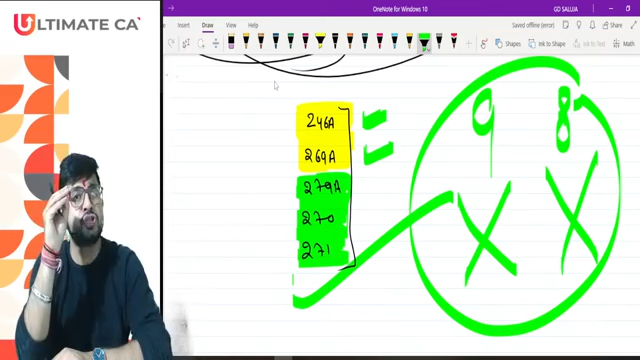 ULTIMATE CA
OneNote for Windows 10
GD SALUJA
Home
Insert
Draw
View
Help
Saved offline (error)
Share
Shapes
Ink to Shape
Ink to Text
Math
246A
269A
279A
270
271
=
=
9 8
X X